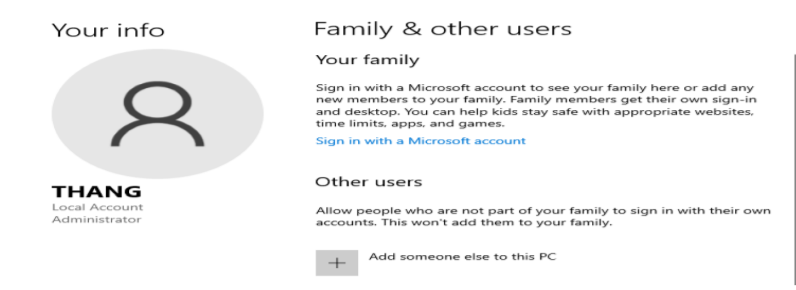 Your info
THANG
Local Account
Administrator
Family & other users
Your family
Sign in with a Microsoft account to see your family here or add any
new members to your family. Family members get their own sign-in
and desktop. You can help kids stay safe with appropriate websites,
time limits, apps, and games.
Sign in with a Microsoft account
Other users
Allow people who are not part of your family to sign in with their own
accounts. This won't add them to your family.
Add someone else to this PC